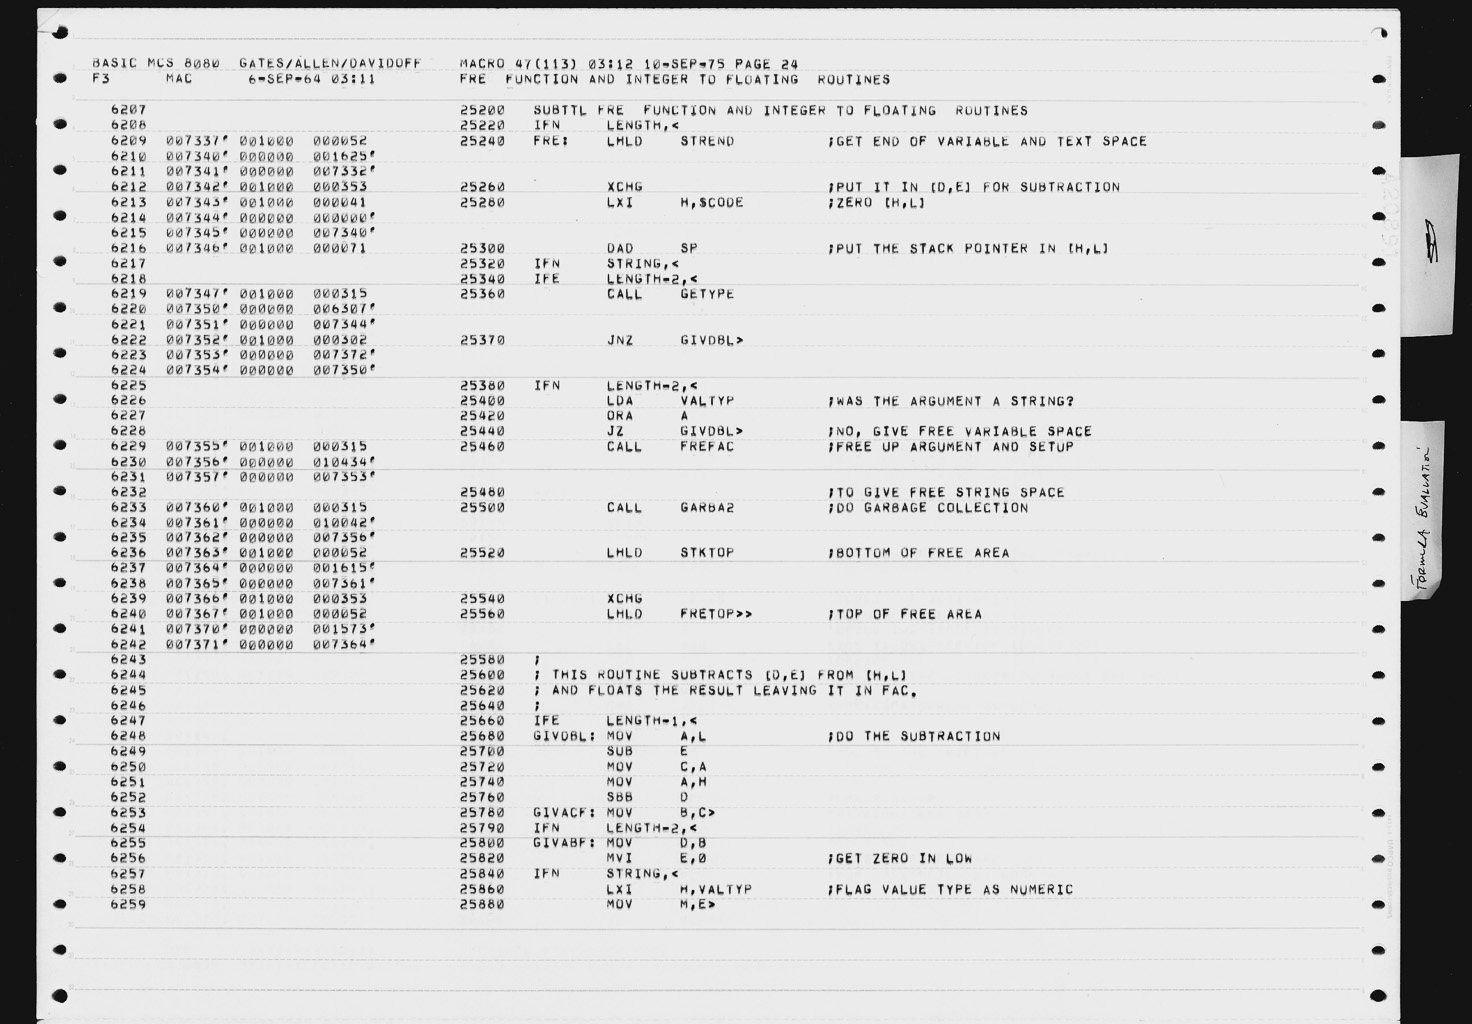 BASIC MCS 8080  GATES/ALLEN/DAVIDOFF    MACRO 47(113) 03:12 10-SEP-75 PAGE 24
F3      MAC      6-SEP-64 03:11         FRE  FUNCTION AND INTEGER TO FLOATING  ROUTINES
6207 25200 SUBTTL FRE  FUNCTION AND INTEGER TO FLOATING  ROUTINES
6208 25220 IFN LENGTH,<
6209 007337' 001000 000052 25240 FRE: LHLD STREND ;GET END OF VARIABLE AND TEXT SPACE
6210 007340' 000000 001625'
6211 007341' 000000 007332'
6212 007342' 001000 000353 25260 XCHG ;PUT IT IN [D,E] FOR SUBTRACTION
6213 007343' 001000 000041 25280 LXI H,$CODE ;ZERO [H,L]
6214 007344' 000000 000000'
6215 007345' 000000 007340'
6216 007346' 001000 000071 25300 DAD SP ;PUT THE STACK POINTER IN [H,L]
6217 25320 IFN STRING,<
6218 25340 IFE LENGTH-2,<
6219 007347' 001000 000315 25360 CALL GETYPE
6220 007350' 000000 006307'
6221 007351' 000000 007344'
6222 007352' 001000 000302 25370 JNZ GIVDBL>
6223 007353' 000000 007372'
6224 007354' 000000 007350'
6225 25380 IFN LENGTH-2,<
6226 25400 LDA VALTYP ;WAS THE ARGUMENT A STRING?
6227 25420 ORA A
6228 25440 JZ GIVDBL> ;NO, GIVE FREE VARIABLE SPACE
6229 007355' 001000 000315 25460 CALL FREFAC ;FREE UP ARGUMENT AND SETUP
6230 007356' 000000 010434'
6231 007357' 000000 007353'
6232 25480 ;TO GIVE FREE STRING SPACE
6233 007360' 001000 000315 25500 CALL GARBA2 ;DO GARBAGE COLLECTION
6234 007361' 000000 010042'
6235 007362' 000000 007356'
6236 007363' 001000 000052 25520 LHLD STKTOP ;BOTTOM OF FREE AREA
6237 007364' 000000 001615'
6238 007365' 000000 007361'
6239 007366' 001000 000353 25540 XCHG
6240 007367' 001000 000052 25560 LHLD FRETOP>> ;TOP OF FREE AREA
6241 007370' 000000 001573'
6242 007371' 000000 007364'
6243 25580 ;
6244 25600 ; THIS ROUTINE SUBTRACTS [D,E] FROM [H,L]
6245 25620 ; AND FLOATS THE RESULT LEAVING IT IN FAC.
6246 25640 ;
6247 25660 IFE LENGTH-1,<
6248 25680 GIVDBL: MOV A,L ;DO THE SUBTRACTION
6249 25700 SUB E
6250 25720 MOV C,A
6251 25740 MOV A,H
6252 25760 SBB D
6253 25780 GIVACF: MOV B,C>
6254 25790 IFN LENGTH-2,<
6255 25800 GIVABF: MOV D,B
6256 25820 MVI E,0 ;GET ZERO IN LOW
6257 25840 IFN STRING,<
6258 25860 LXI H,VALTYP ;FLAG VALUE TYPE AS NUMERIC
6259 25880 MOV M,E>
FORMULA EVALUATION